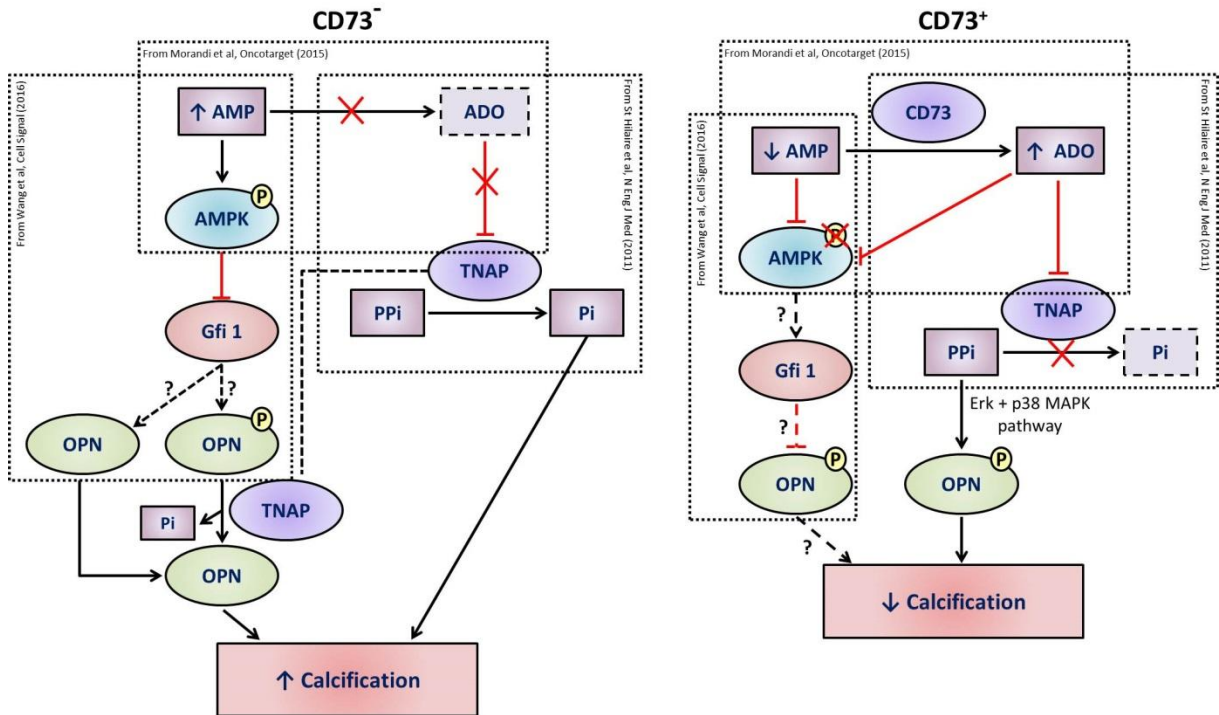 CD73⁻
From Morandi et al, Oncotarget (2015)
From Wang et al, Cell Signal (2016)
From St Hilaire et al, N Eng J Med (2011)
↑ AMP
ADO
P
AMPK
TNAP
PPi
Pi
Gfi 1
?
?
OPN
P
OPN
Pi
TNAP
OPN
↑ Calcification
CD73⁺
From Morandi et al, Oncotarget (2015)
From Wang et al, Cell Signal (2016)
From St Hilaire et al, N Eng J Med (2011)
CD73
↓ AMP
↑ ADO
P
AMPK
TNAP
?
Gfi 1
PPi
Pi
?
Erk + p38 MAPK
pathway
P
OPN
P
OPN
?
↓ Calcification